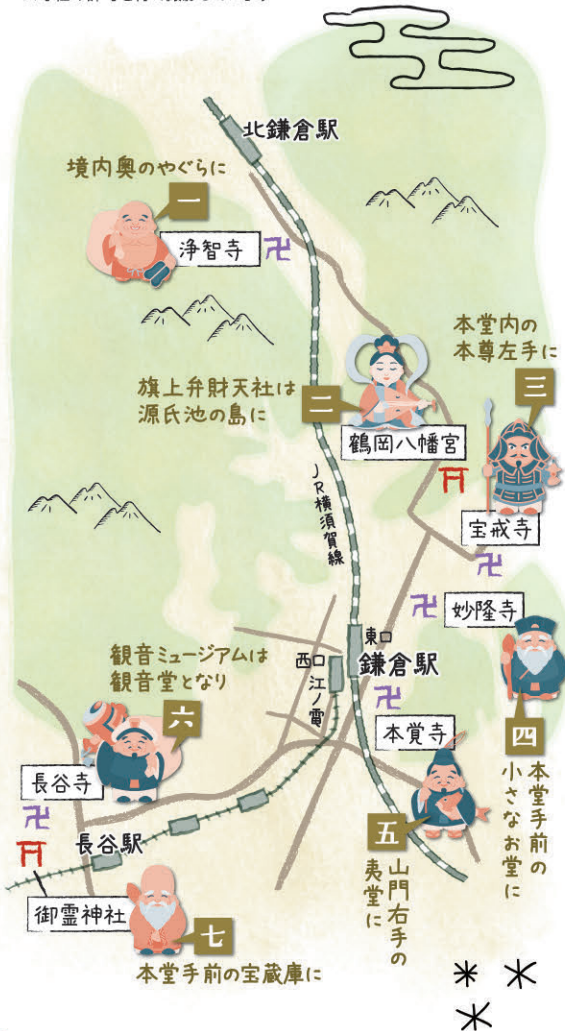 北鎌倉駅
境内奥のやぐらに
一
浄智寺
卍
本堂内の
本尊左手に
三
旗上弁財天社は
源氏池の島に
二
鶴岡八幡宮
宝戒寺
卍
JR横須賀線
卍
妙隆寺
東口
鎌倉駅
西口
江ノ電
卍
本覚寺
四
本堂手前の
小さなお堂に
観音ミュージアムは
観音堂となり
六
長谷寺
卍
長谷駅
五
山門右手の
夷堂に
御霊神社
七
本堂手前の宝蔵庫に